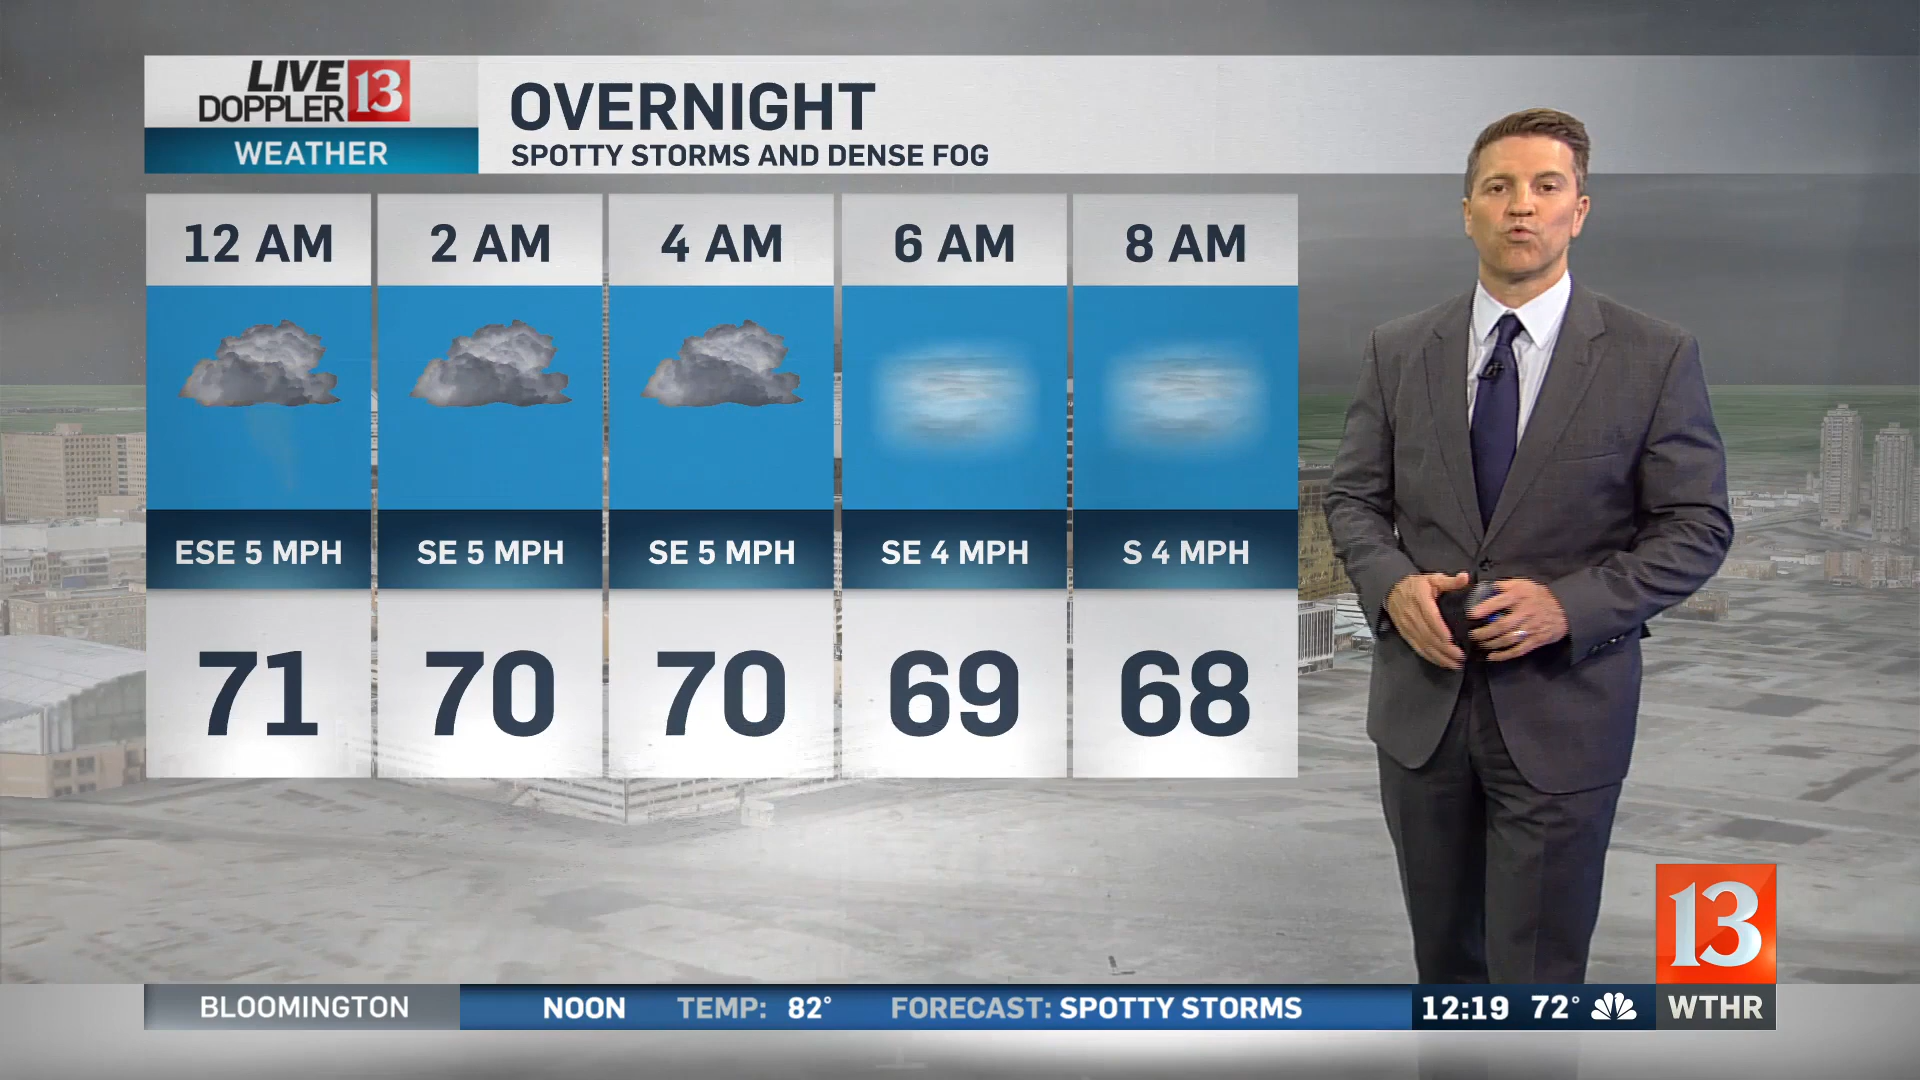 LIVE
DOPPLER 13
WEATHER
OVERNIGHT
SPOTTY STORMS AND DENSE FOG
12 AM 2 AM 4 AM 6 AM 8 AM
ESE 5 MPH SE 5 MPH SE 5 MPH SE 4 MPH S 4 MPH
71 70 70 69 68
13
BLOOMINGTON NOON TEMP: 82° FORECAST: SPOTTY STORMS 12:19 72° WTHR